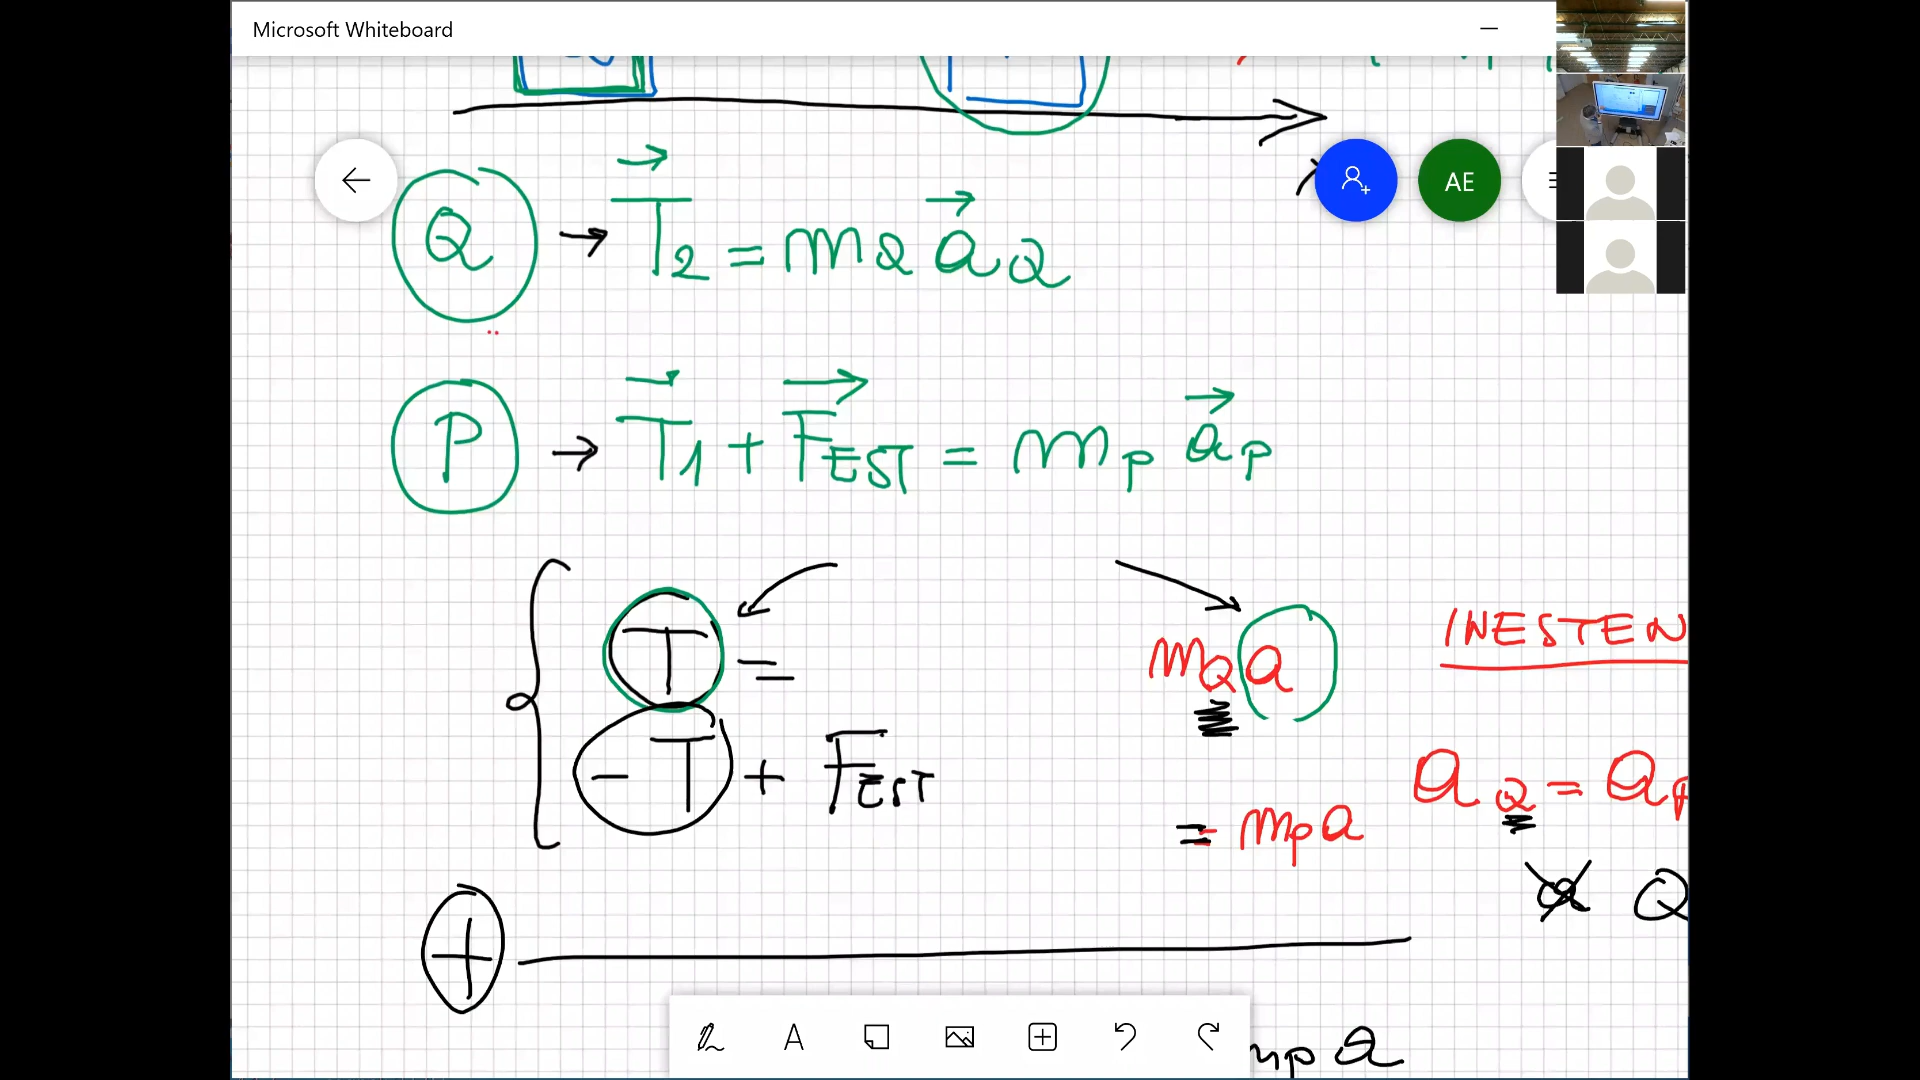 Microsoft Whiteboard
AE
Q → T2 = mQ aQ
P → T1 + FEST = mP aP
T = mQ a
INESTEN
- T + FEST = mP a
aQ = aP
Q
+
mP a